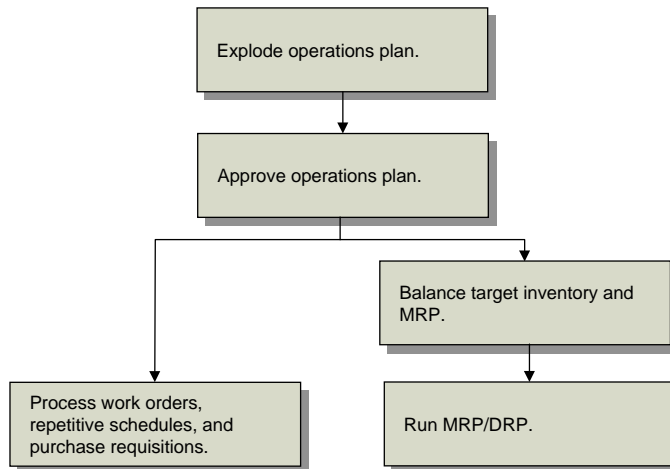 Explode operations plan.
Approve operations plan.
Balance target inventory and
MRP.
Process work orders,
repetitive schedules, and
purchase requisitions.
Run MRP/DRP.